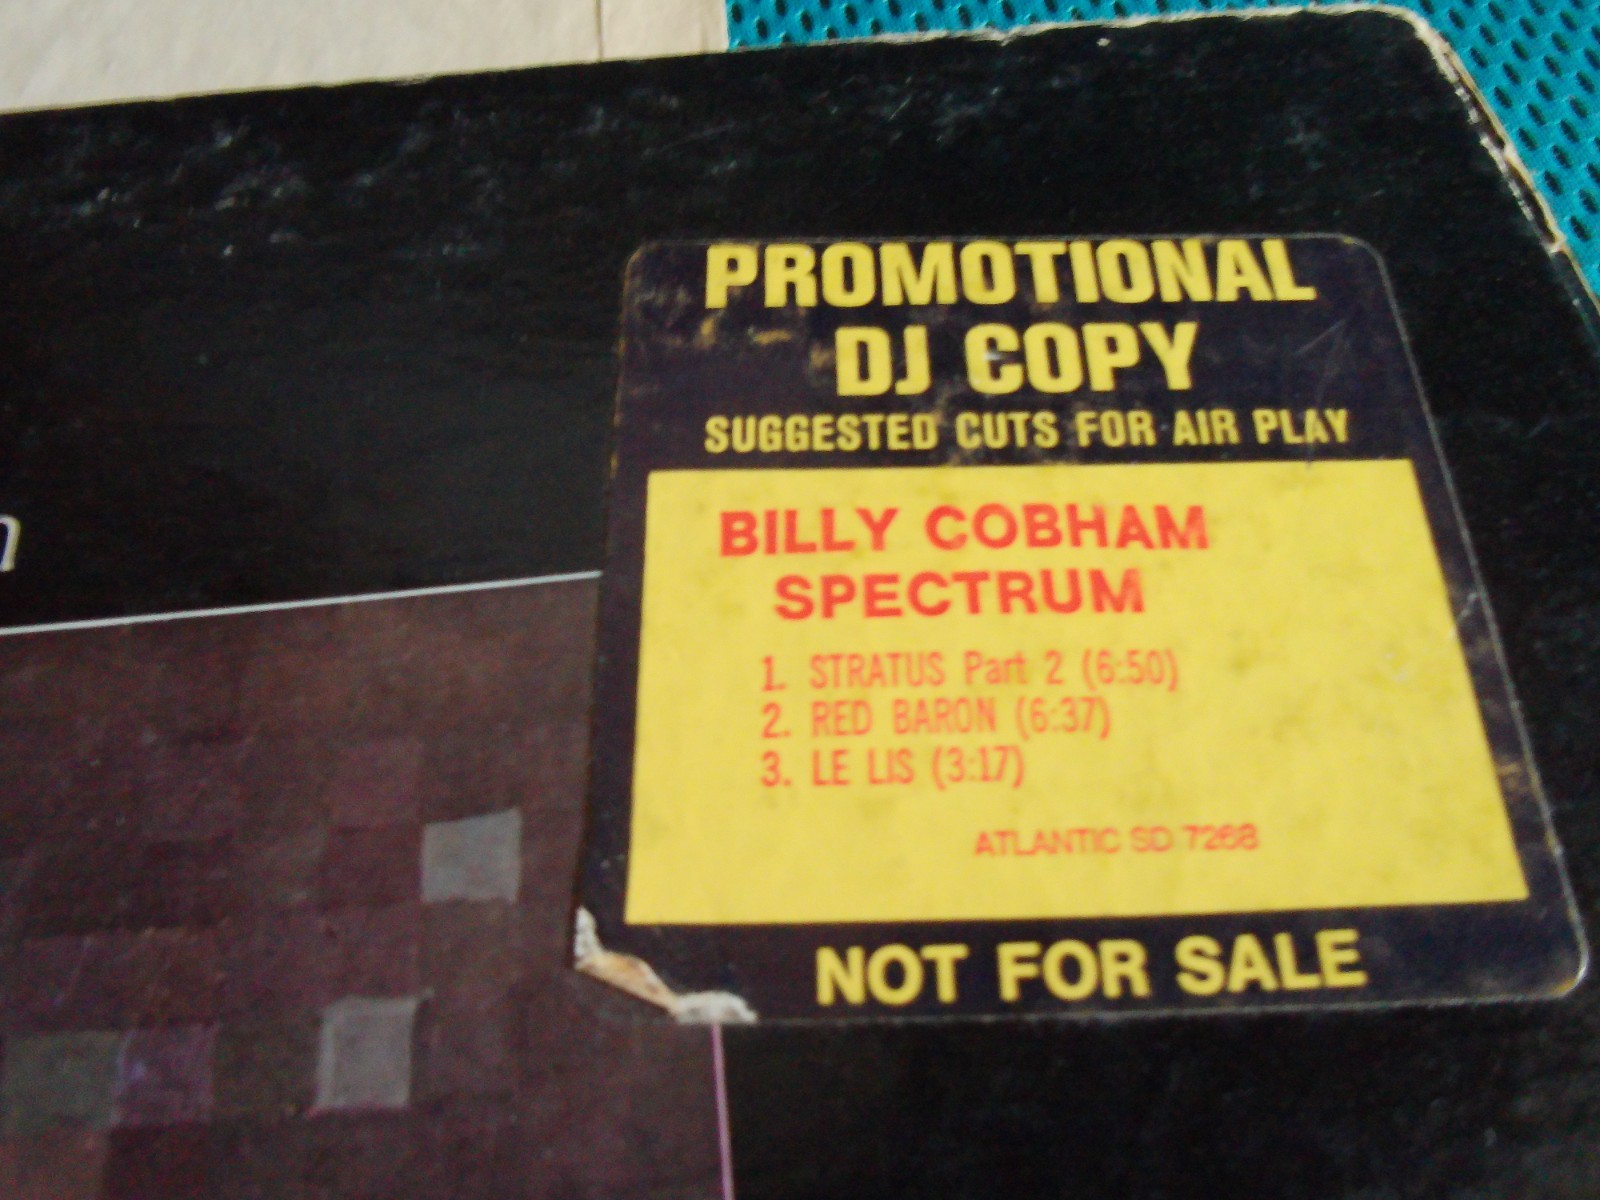 PROMOTIONAL
DJ COPY
SUGGESTED CUTS FOR AIR PLAY
BILLY COBHAM
SPECTRUM
1. STRATUS Part 2 (6:50)
2. RED BARON (6:37)
3. LE LIS (3:17)
ATLANTIC SD 7268
NOT FOR SALE